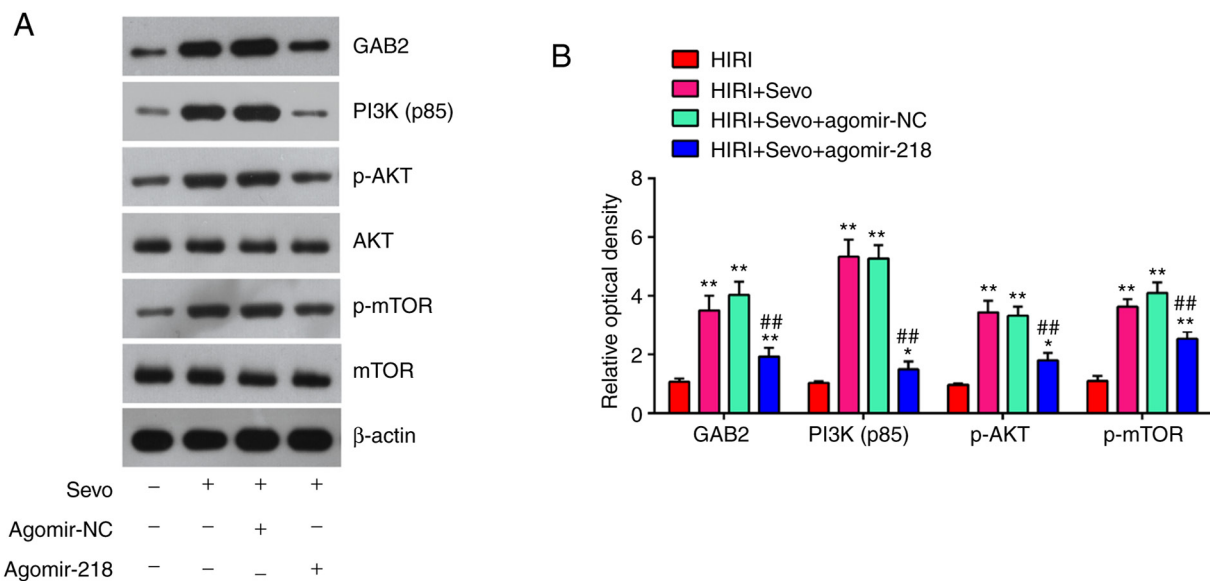 A
GAB2
PI3K (p85)
p-AKT
AKT
p-mTOR
mTOR
β-actin
Sevo − + + +
Agomir-NC − − + −
Agomir-218 − − − +
B
HIRI
HIRI+Sevo
HIRI+Sevo+agomir-NC
HIRI+Sevo+agomir-218
Relative optical density
8
6
4
2
0
** ** ## **
** ** ## *
** ** ## *
** ** ## **
GAB2 PI3K (p85) p-AKT p-mTOR